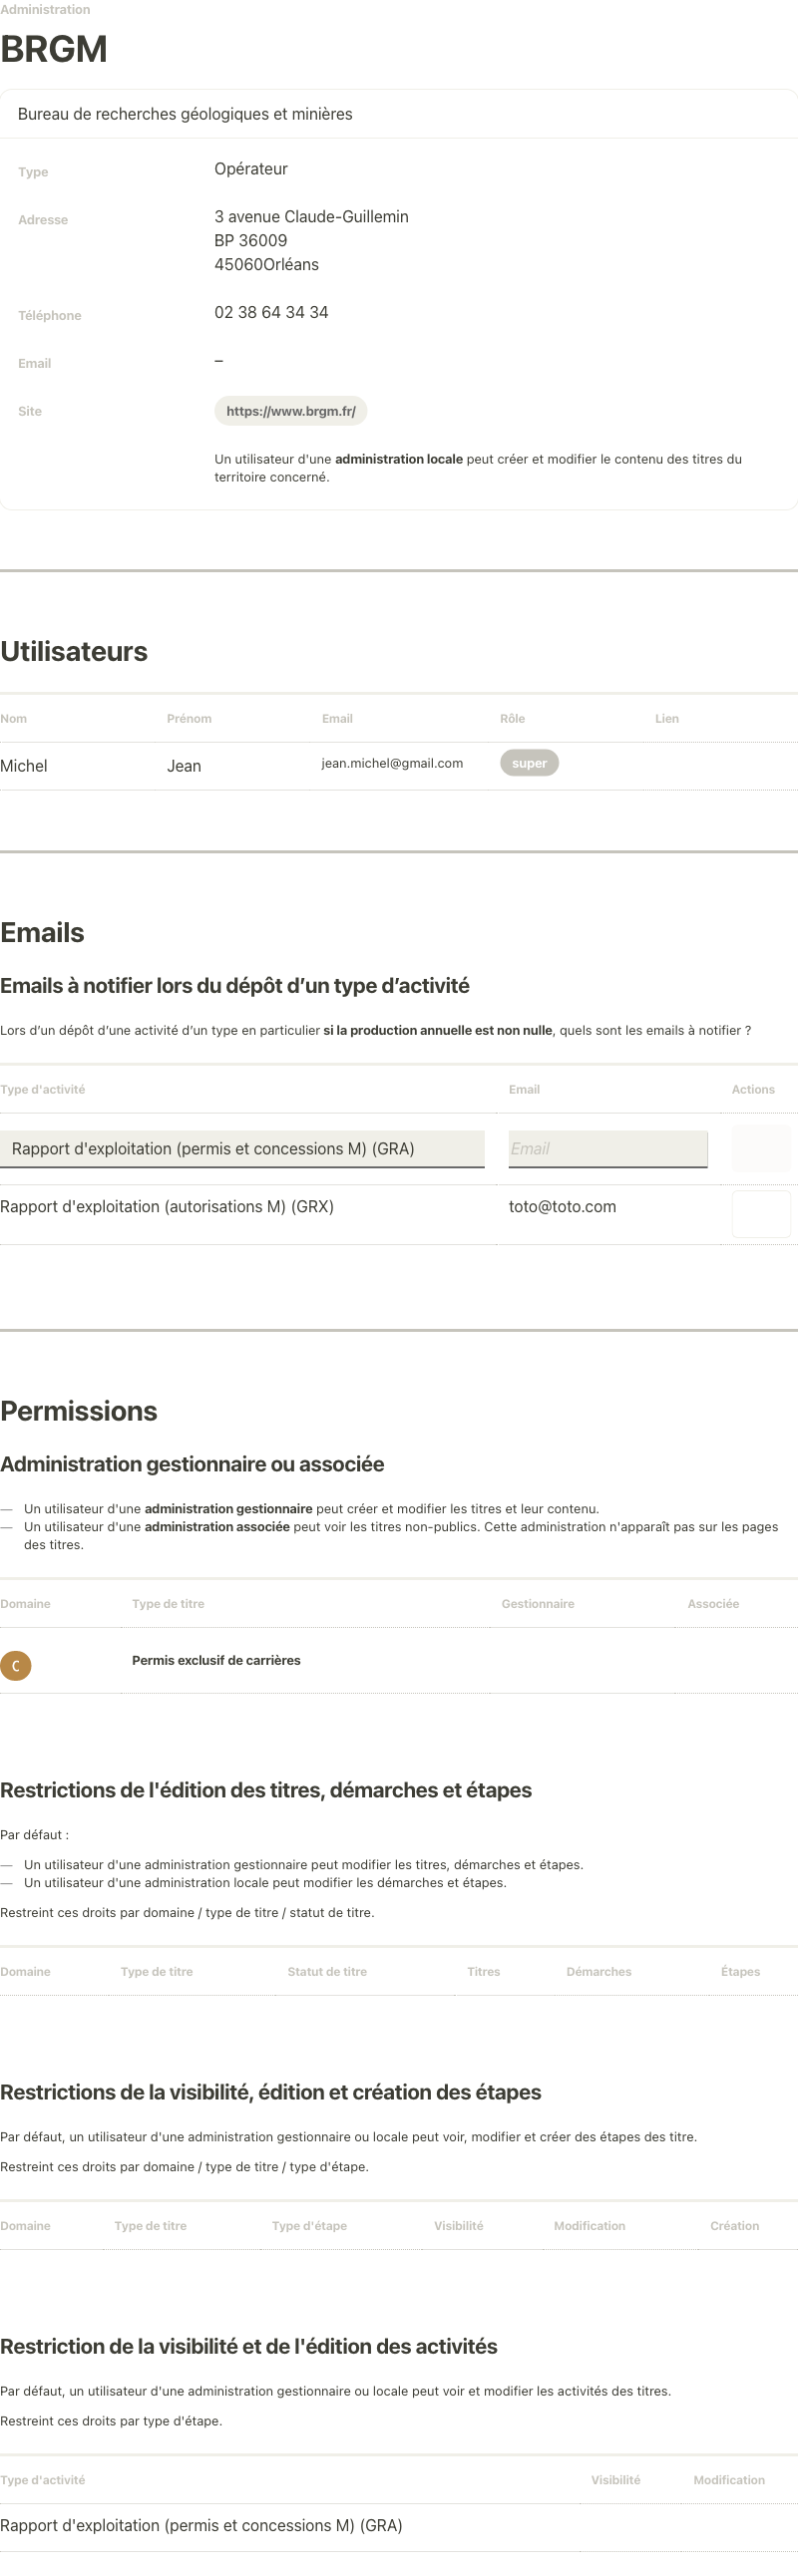 Administration
BRGM
Bureau de recherches géologiques et minières
Type
Opérateur
Adresse
3 avenue Claude-Guillemin
BP 36009
45060Orléans
Téléphone
02 38 64 34 34
Email
–
Site
https://www.brgm.fr/
Un utilisateur d'une administration locale peut créer et modifier le contenu des titres du
territoire concerné.
Utilisateurs
Nom Prénom Email Rôle Lien
Michel Jean jean.michel@gmail.com super
Emails
Emails à notifier lors du dépôt d’un type d’activité
Lors d’un dépôt d’une activité d’un type en particulier si la production annuelle est non nulle, quels sont les emails à notifier ?
Type d'activité Email Actions
Rapport d'exploitation (permis et concessions M) (GRA) Email
Rapport d'exploitation (autorisations M) (GRX) toto@toto.com
Permissions
Administration gestionnaire ou associée
— Un utilisateur d'une administration gestionnaire peut créer et modifier les titres et leur contenu.
— Un utilisateur d'une administration associée peut voir les titres non-publics. Cette administration n'apparaît pas sur les pages
des titres.
Domaine Type de titre Gestionnaire Associée
C Permis exclusif de carrières
Restrictions de l'édition des titres, démarches et étapes
Par défaut :
— Un utilisateur d'une administration gestionnaire peut modifier les titres, démarches et étapes.
— Un utilisateur d'une administration locale peut modifier les démarches et étapes.
Restreint ces droits par domaine / type de titre / statut de titre.
Domaine Type de titre Statut de titre Titres Démarches Étapes
Restrictions de la visibilité, édition et création des étapes
Par défaut, un utilisateur d'une administration gestionnaire ou locale peut voir, modifier et créer des étapes des titre.
Restreint ces droits par domaine / type de titre / type d'étape.
Domaine Type de titre Type d'étape Visibilité Modification Création
Restriction de la visibilité et de l'édition des activités
Par défaut, un utilisateur d'une administration gestionnaire ou locale peut voir et modifier les activités des titres.
Restreint ces droits par type d'étape.
Type d'activité Visibilité Modification
Rapport d'exploitation (permis et concessions M) (GRA)